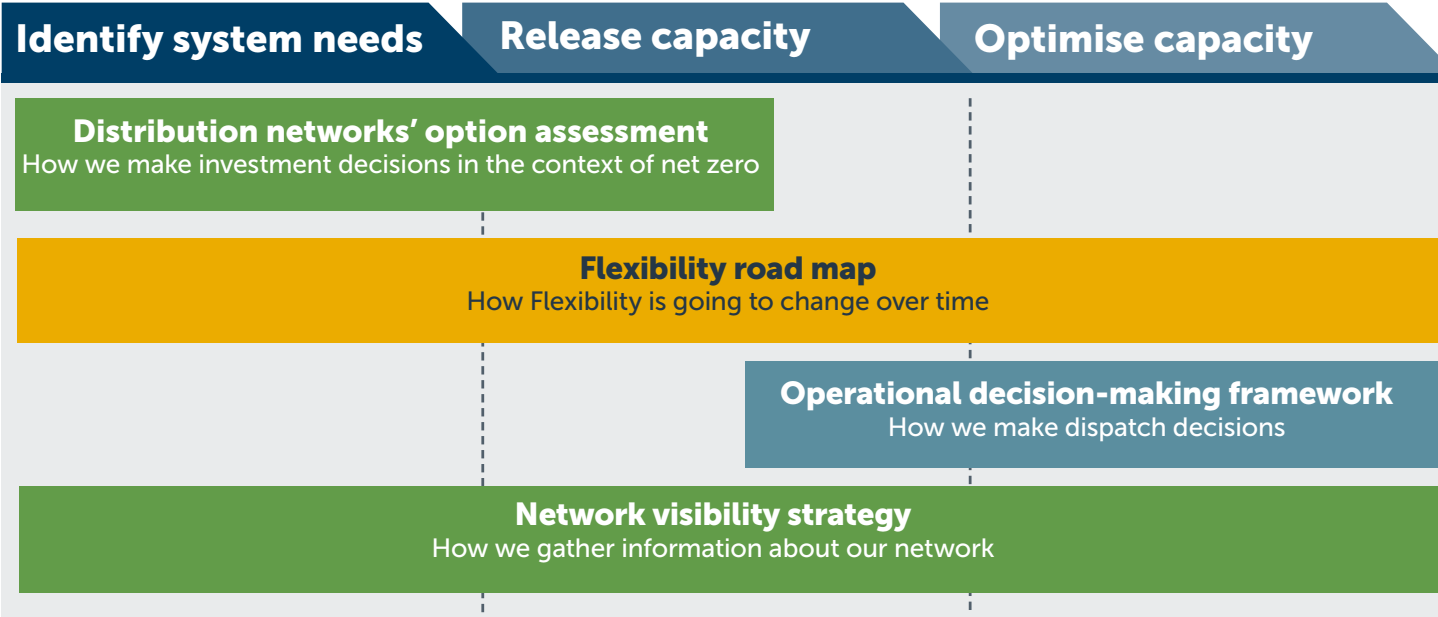 Identify system needs
Release capacity
Optimise capacity
Distribution networks’ option assessment
How we make investment decisions in the context of net zero
Flexibility road map
How Flexibility is going to change over time
Operational decision-making framework
How we make dispatch decisions
Network visibility strategy
How we gather information about our network